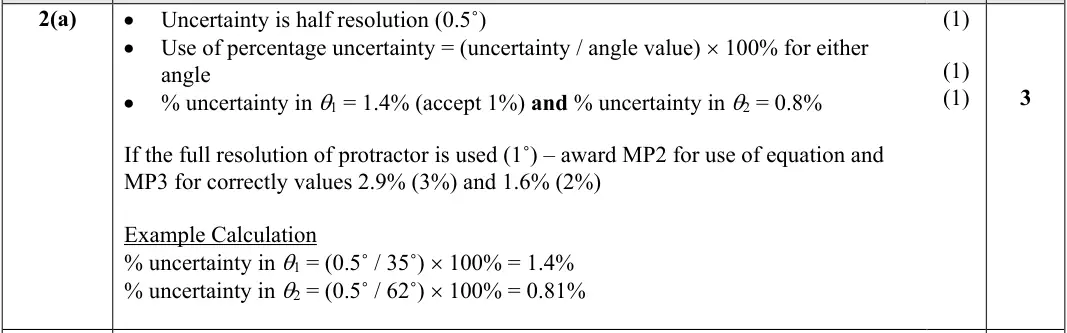 2(a)
• Uncertainty is half resolution (0.5˚) (1)
• Use of percentage uncertainty = (uncertainty / angle value) × 100% for either
angle (1)
• % uncertainty in θ1 = 1.4% (accept 1%) and % uncertainty in θ2 = 0.8% (1) 3
If the full resolution of protractor is used (1˚) – award MP2 for use of equation and
MP3 for correctly values 2.9% (3%) and 1.6% (2%)
Example Calculation
% uncertainty in θ1 = (0.5˚ / 35˚) × 100% = 1.4%
% uncertainty in θ2 = (0.5˚ / 62˚) × 100% = 0.81%